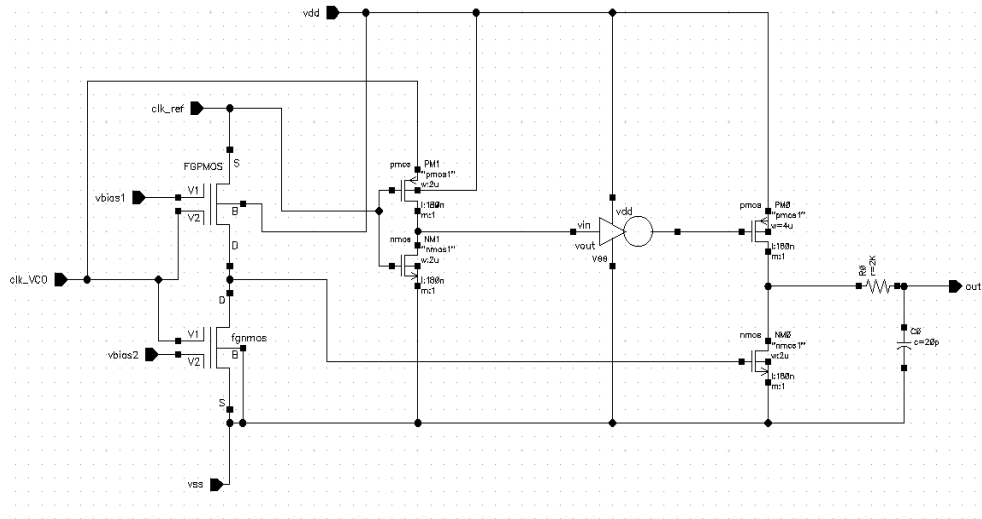 vdd
clk_ref
FGPMOS
S
vbias1
V1
V2
B
D
clk_VCO
D
V1
fgnmos
B
vbias2
V2
S
vss
pmos
PM1
"pmos1"
w:2u
l:180n
m:1
nmos
NM1
"nmos1"
w:2u
l:180n
m:1
vin
vdd
vout
vss
pmos
PM0
"pmos1"
w=4u
l:180n
m:1
R0
r=2K
out
nmos
NM0
"nmos1"
w:2u
l:180n
m:1
C0
c=20p